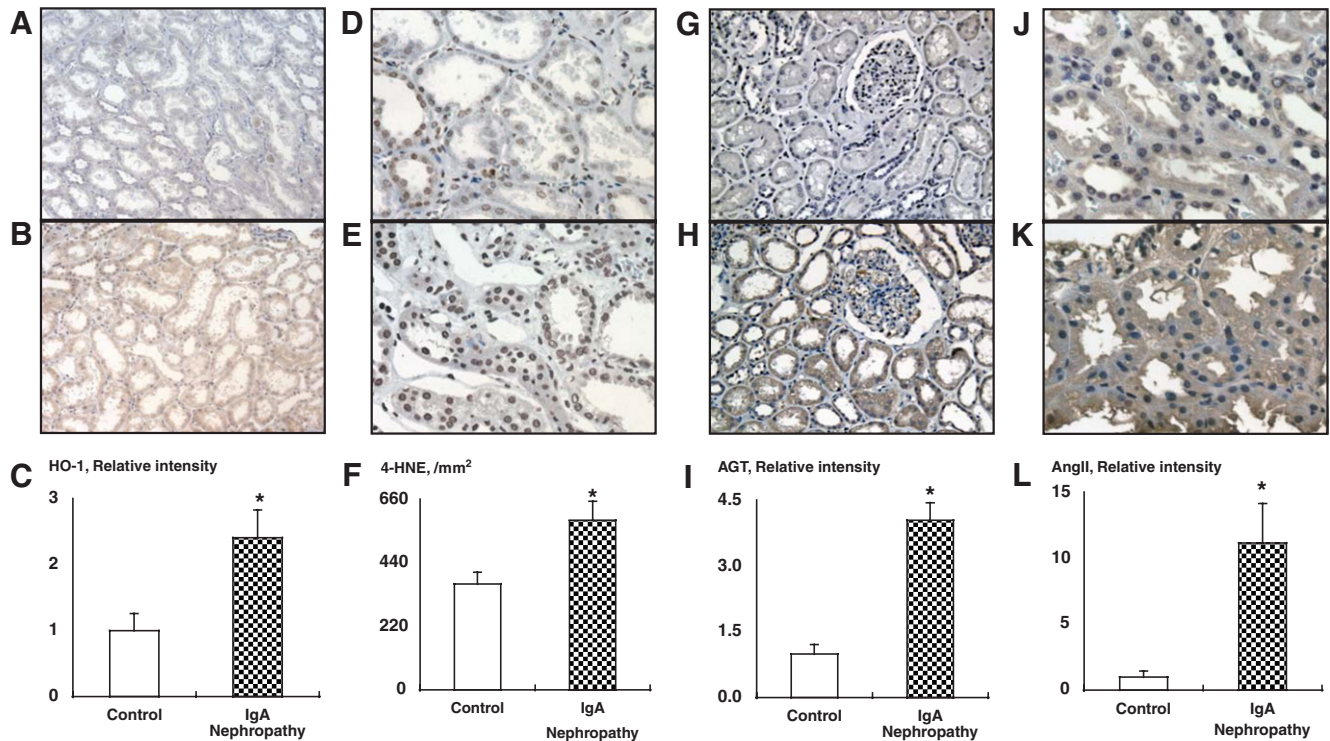 A
D
G
J
B
E
H
K
C HO-1, Relative intensity
3
2
1
0
*
Control
IgA
Nephropathy
F 4-HNE, /mm²
660
440
220
0
*
Control
IgA
Nephropathy
I AGT, Relative intensity
4.5
3.0
1.5
0.0
*
Control
IgA
Nephropathy
L AngII, Relative intensity
15
10
5
0
*
Control
IgA
Nephropathy